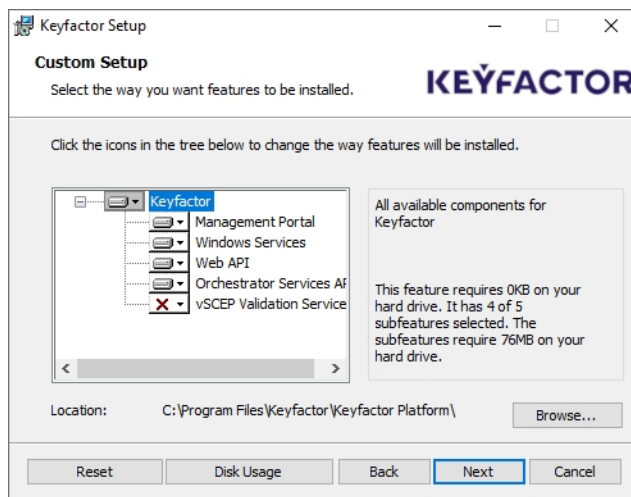 Keyfactor Setup
Custom Setup
Select the way you want features to be installed.
KEYFACTOR
Click the icons in the tree below to change the way features will be installed.
Keyfactor
Management Portal
Windows Services
Web API
Orchestrator Services AF
vSCEP Validation Service
All available components for
Keyfactor
This feature requires 0KB on your
hard drive. It has 4 of 5
subfeatures selected. The
subfeatures require 76MB on your
hard drive.
Location: C:\Program Files\Keyfactor\Keyfactor Platform\ Browse...
Reset Disk Usage Back Next Cancel